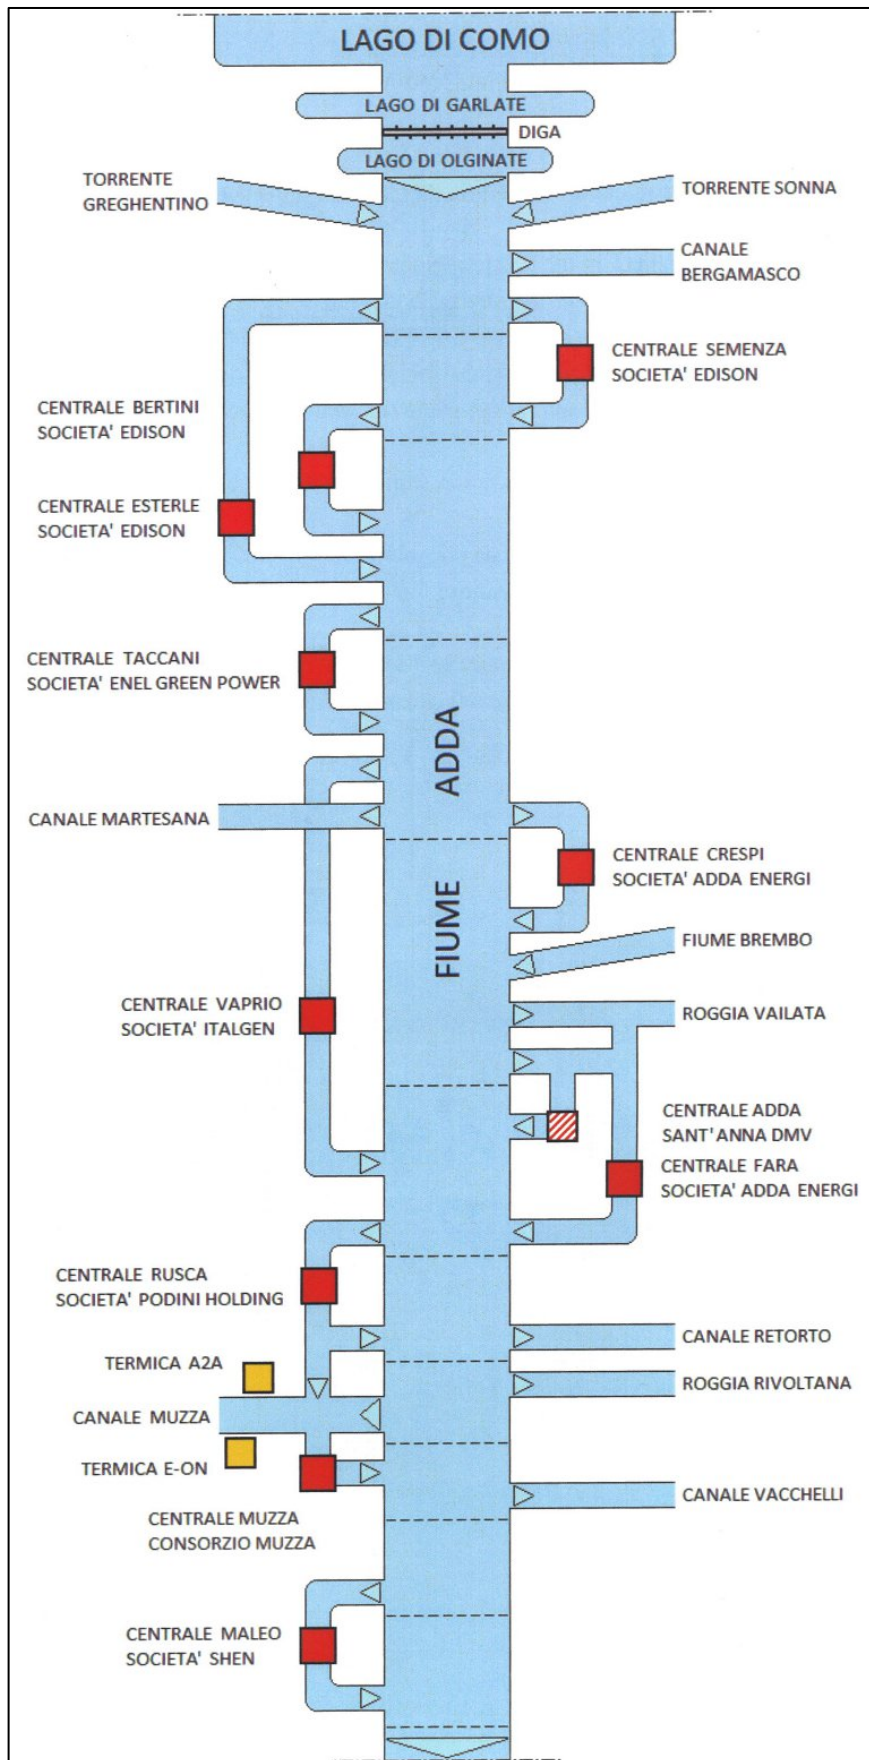 LAGO DI COMO
LAGO DI GARLATE
DIGA
LAGO DI OLGINATE
TORRENTE
GREGHENTINO
TORRENTE SONNA
CANALE
BERGAMASCO
CENTRALE SEMENZA
SOCIETA' EDISON
CENTRALE BERTINI
SOCIETA' EDISON
CENTRALE ESTERLE
SOCIETA' EDISON
CENTRALE TACCANI
SOCIETA' ENEL GREEN POWER
FIUME ADDA
CANALE MARTESANA
CENTRALE CRESPI
SOCIETA' ADDA ENERGI
FIUME BREMBO
CENTRALE VAPRIO
SOCIETA' ITALGEN
ROGGIA VAILATA
CENTRALE ADDA
SANT'ANNA DMV
CENTRALE FARA
SOCIETA' ADDA ENERGI
CENTRALE RUSCA
SOCIETA' PODINI HOLDING
CANALE RETORTO
TERMICA A2A
ROGGIA RIVOLTANA
CANALE MUZZA
TERMICA E-ON
CANALE VACCHELLI
CENTRALE MUZZA
CONSORZIO MUZZA
CENTRALE MALEO
SOCIETA' SHEN